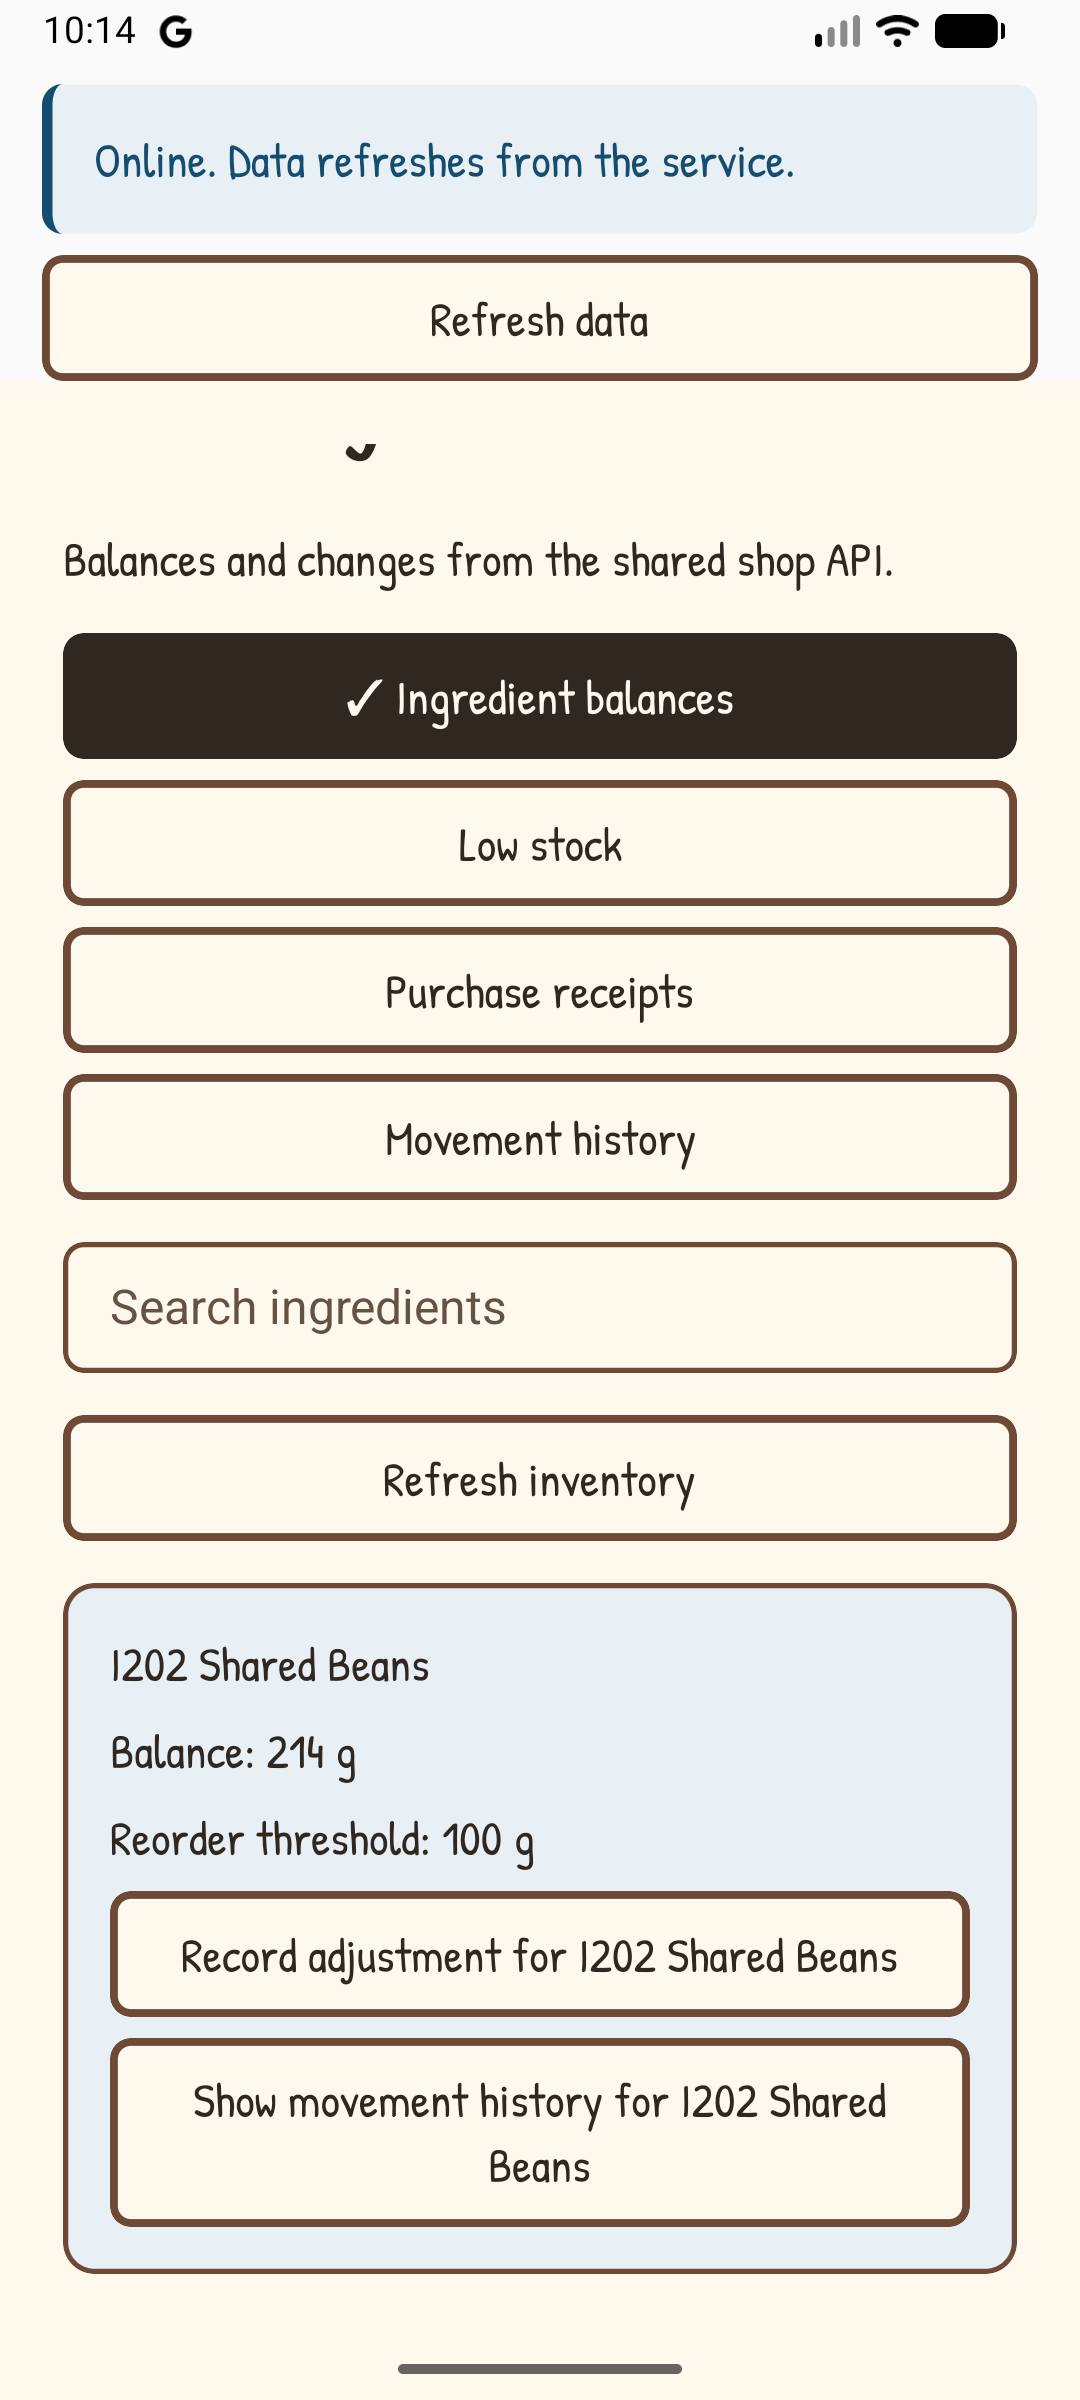 10:14
Online. Data refreshes from the service.
Refresh data
Balances and changes from the shared shop API.
✓ Ingredient balances
Low stock
Purchase receipts
Movement history
Search ingredients
Refresh inventory
1202 Shared Beans
Balance: 214 g
Reorder threshold: 100 g
Record adjustment for 1202 Shared Beans
Show movement history for 1202 Shared
Beans